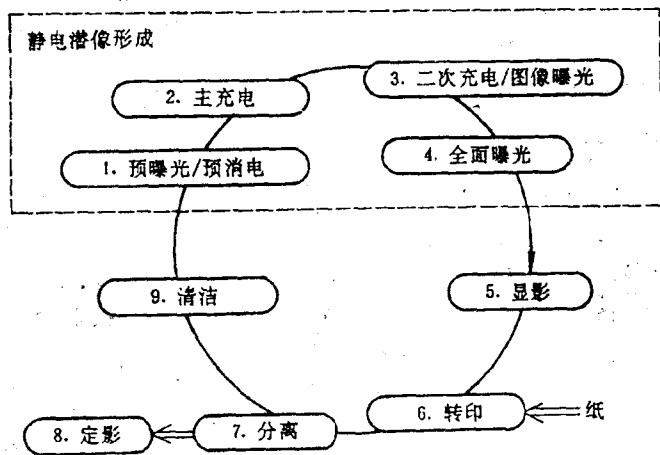 静电潜像形成
3. 二次充电/图像曝光
2. 主充电
4. 全面曝光
1. 预曝光/预消电
9. 清洁
5. 显影
6. 转印
纸
7. 分离
8. 定影